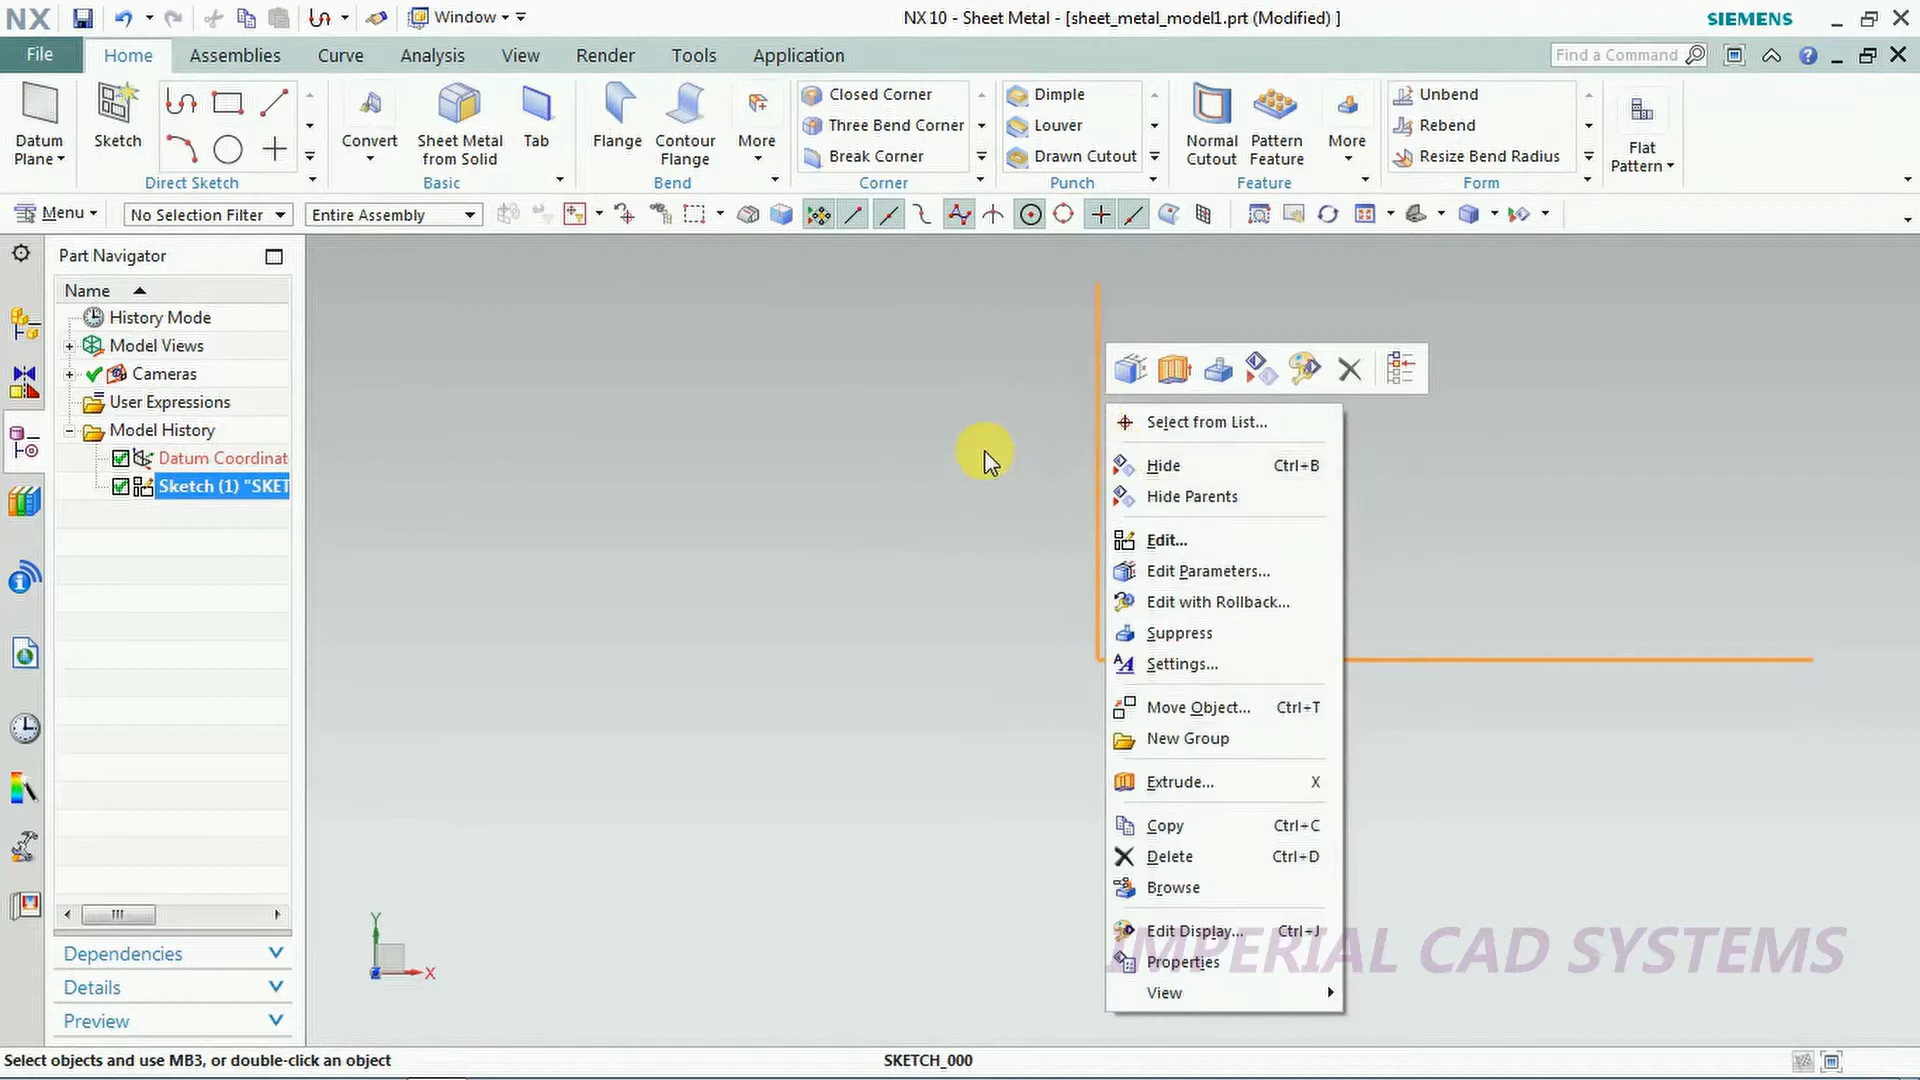 NX
Window
NX 10 - Sheet Metal - [sheet_metal_model1.prt (Modified) ]
SIEMENS
File
Home
Assemblies
Curve
Analysis
View
Render
Tools
Application
Find a Command
Datum
Plane
Sketch
Direct Sketch
Convert
Sheet Metal
from Solid
Tab
Basic
Flange
Contour
Flange
More
Bend
Closed Corner
Three Bend Corner
Break Corner
Corner
Dimple
Louver
Drawn Cutout
Punch
Normal
Cutout
Pattern
Feature
More
Feature
Unbend
Rebend
Resize Bend Radius
Form
Flat
Pattern
Menu
No Selection Filter
Entire Assembly
Part Navigator
Name
History Mode
Model Views
Cameras
User Expressions
Model History
Datum Coordinat
Sketch (1) "SKET
Dependencies
Details
Preview
Select from List...
Hide Ctrl+B
Hide Parents
Edit...
Edit Parameters...
Edit with Rollback...
Suppress
Settings...
Move Object... Ctrl+T
New Group
Extrude... X
Copy Ctrl+C
Delete Ctrl+D
Browse
Edit Display... Ctrl+J
Properties
View
Y
X
IMPERIAL CAD SYSTEMS
Select objects and use MB3, or double-click an object
SKETCH_000